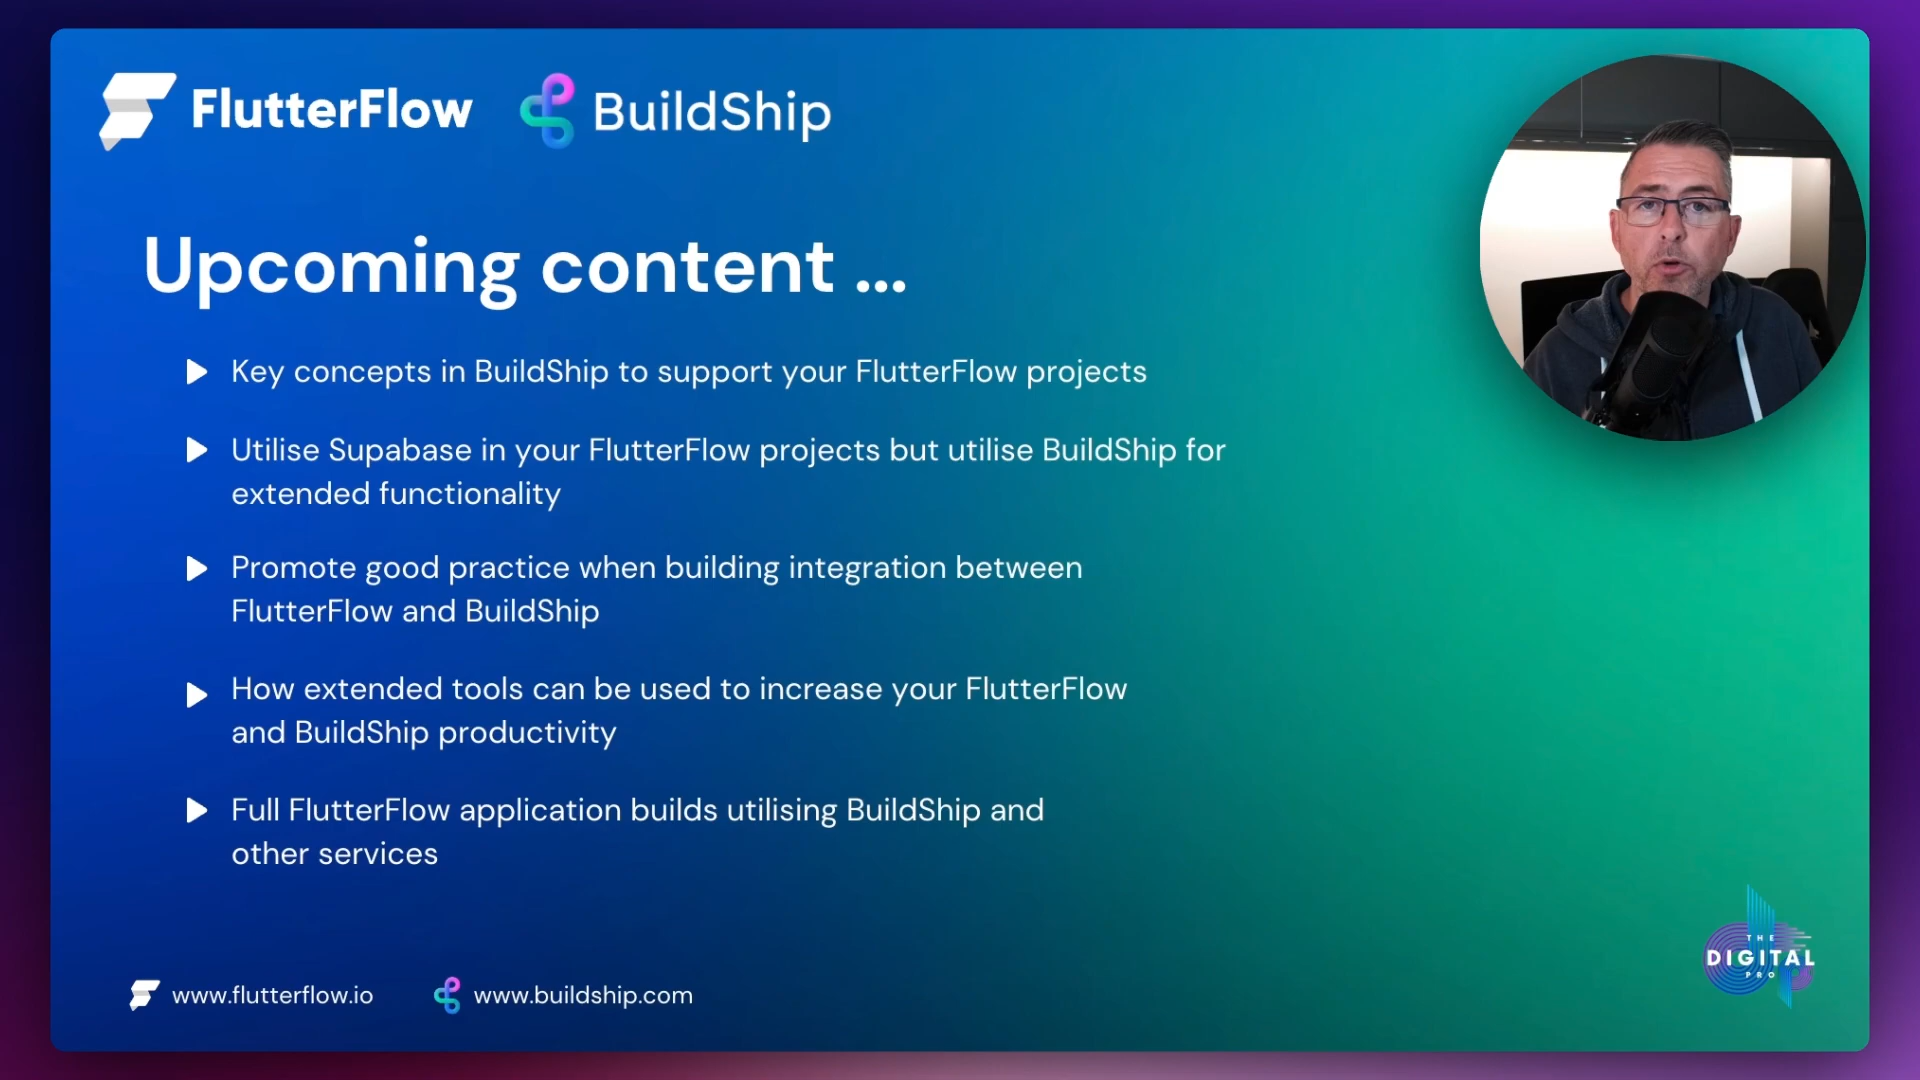 FlutterFlow BuildShip
Upcoming content ...
Key concepts in BuildShip to support your FlutterFlow projects
Utilise Supabase in your FlutterFlow projects but utilise BuildShip for
extended functionality
Promote good practice when building integration between
FlutterFlow and BuildShip
How extended tools can be used to increase your FlutterFlow
and BuildShip productivity
Full FlutterFlow application builds utilising BuildShip and
other services
THE
DIGITAL
PRO
www.flutterflow.io www.buildship.com